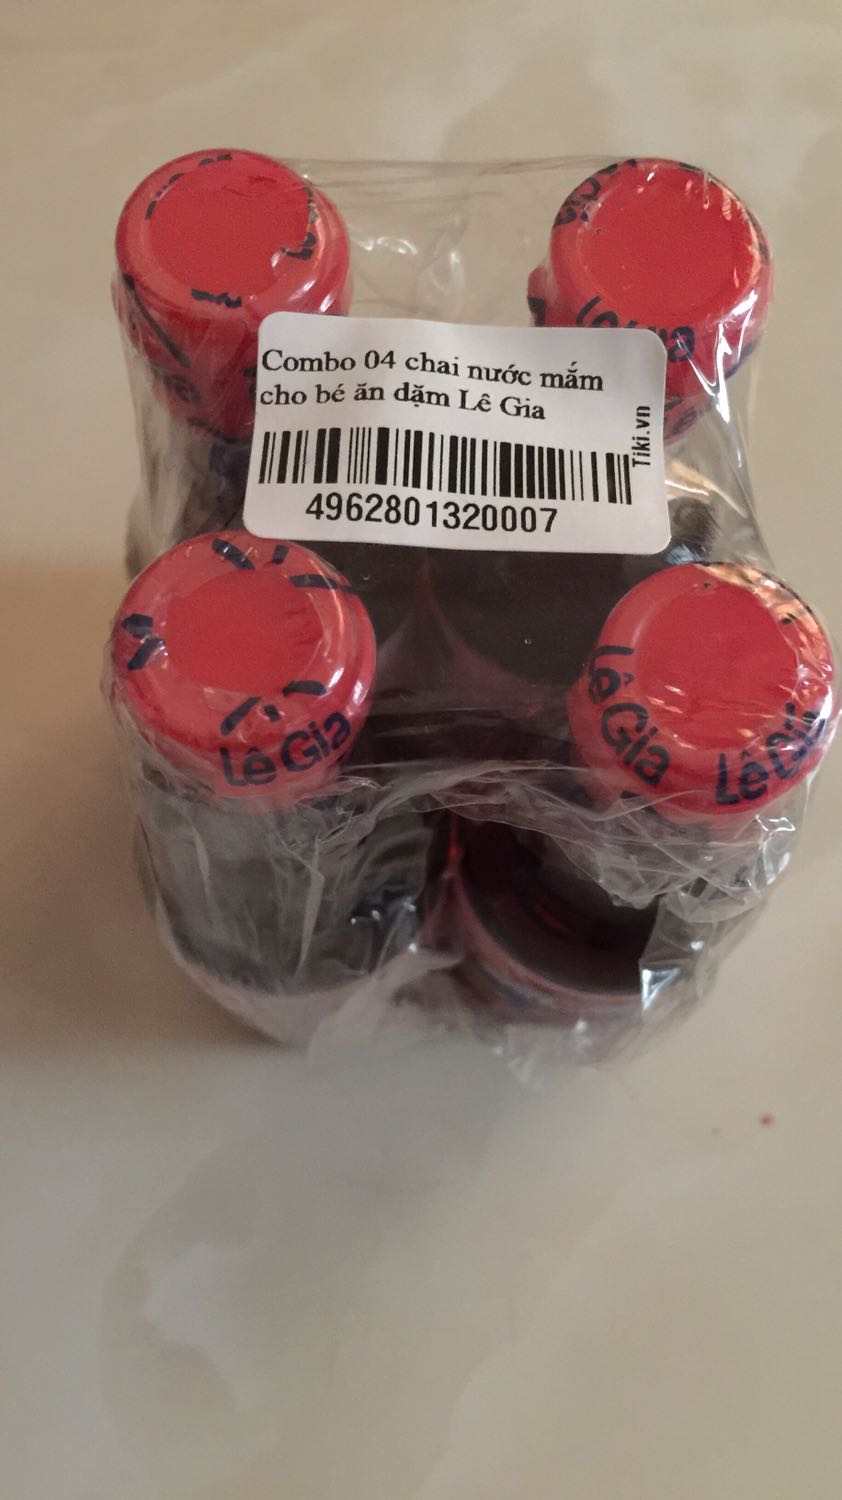 Combo 04 chai nước mắm
cho bé ăn dặm Lê Gia
Tiki.vn
4962801320007
Lê Gia
Lê Gia
Lê Gia